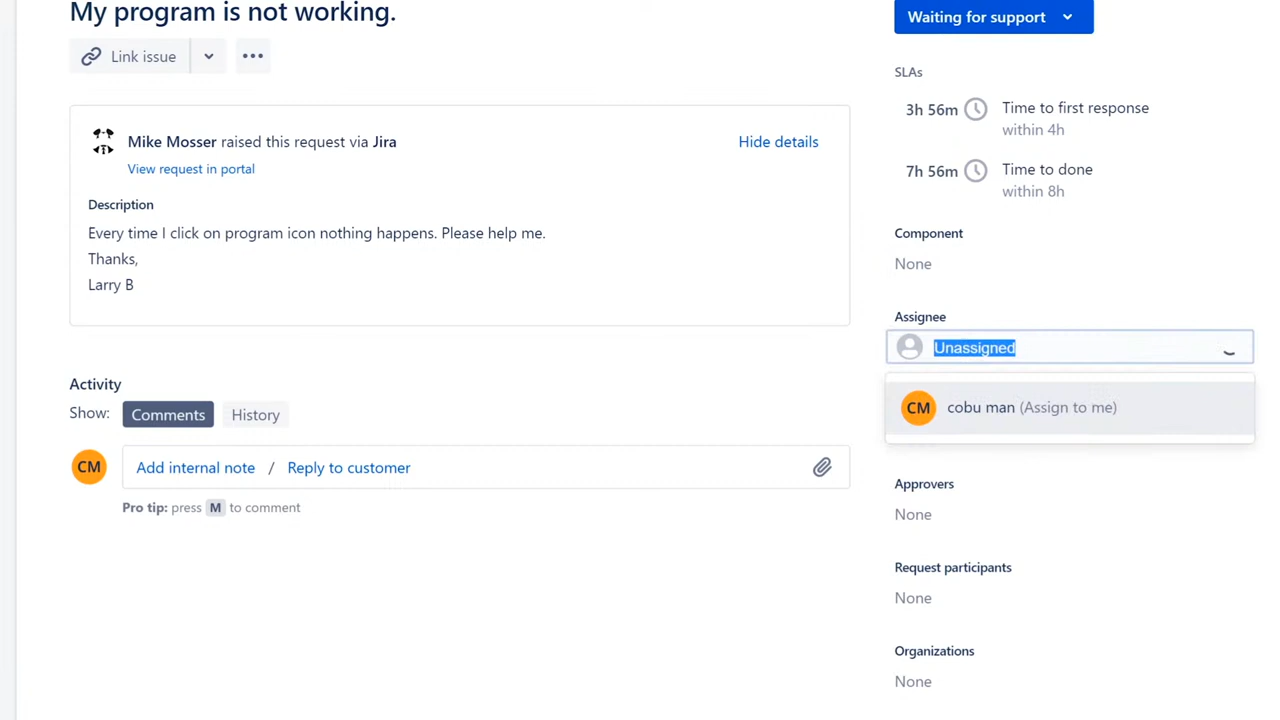 My program is not working.
Link issue
Mike Mosser raised this request via Jira
Hide details
View request in portal
Description
Every time I click on program icon nothing happens. Please help me.
Thanks,
Larry B
Activity
Show: Comments History
CM Add internal note / Reply to customer
Pro tip: press M to comment
Waiting for support
SLAs
3h 56m Time to first response
within 4h
7h 56m Time to done
within 8h
Component
None
Assignee
Unassigned
CM cobu man (Assign to me)
Approvers
None
Request participants
None
Organizations
None